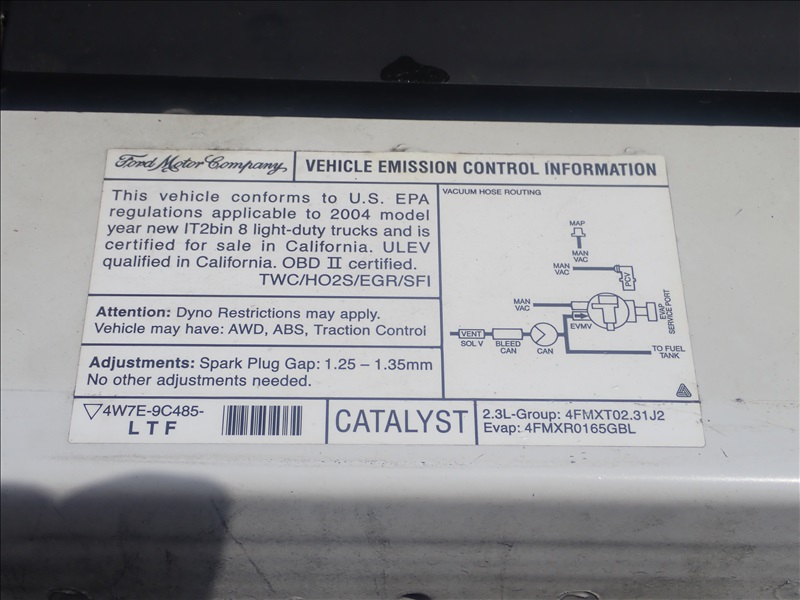 Ford Motor Company
VEHICLE EMISSION CONTROL INFORMATION
This vehicle conforms to U.S. EPA
regulations applicable to 2004 model
year new IT2bin 8 light-duty trucks and is
certified for sale in California. ULEV
qualified in California. OBD II certified.
TWC/HO2S/EGR/SFI
Attention: Dyno Restrictions may apply.
Vehicle may have: AWD, ABS, Traction Control
Adjustments: Spark Plug Gap: 1.25 – 1.35mm
No other adjustments needed.
VACUUM HOSE ROUTING
MAP
MAN
VAC
MAN
VAC
PCV
MAN
VAC
EVMV
EVAP
SERVICE PORT
VENT
SOL V
BLEED
CAN
CAN
TO FUEL
TANK
4W7E-9C485-
LTF
CATALYST
2.3L-Group: 4FMXT02.31J2
Evap: 4FMXR0165GBL